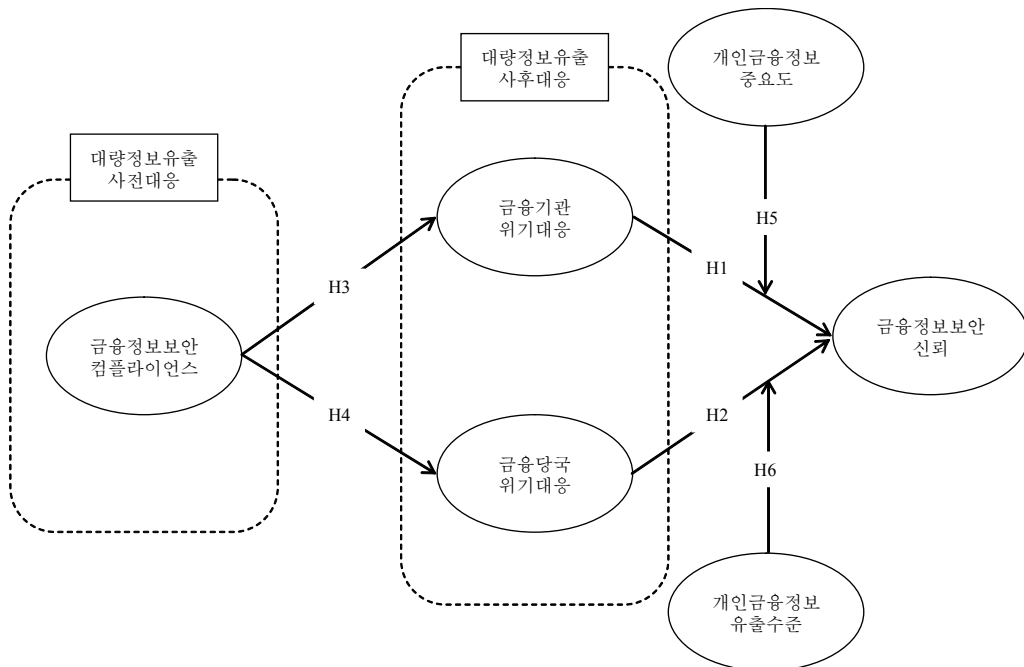 대량정보유출
사전대응
금융정보보안
컴플라이언스
H3
H4
대량정보유출
사후대응
금융기관
위기대응
금융당국
위기대응
개인금융정보
중요도
H5
H1
금융정보보안
신뢰
H2
H6
개인금융정보
유출수준